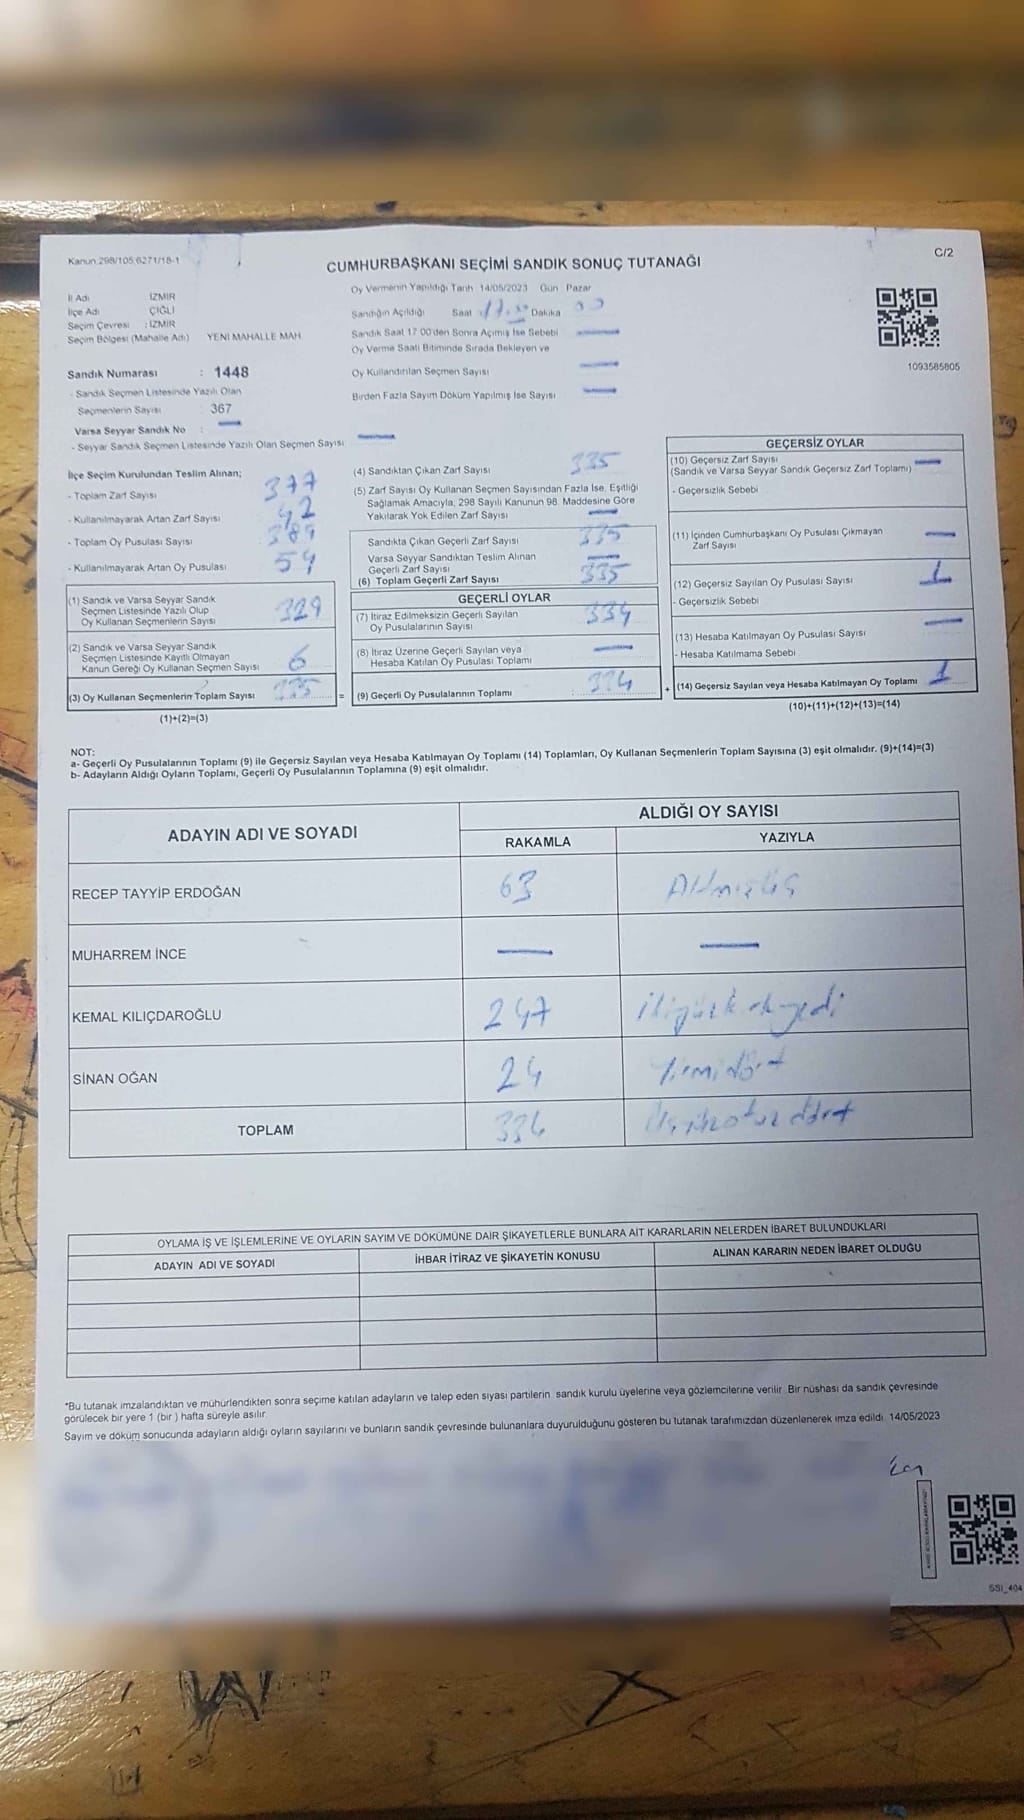 Kanun.298/105.6271/18-1
C/2
CUMHURBAŞKANI SEÇİMİ SANDIK SONUÇ TUTANAĞI
İl Adı İZMİR
İlçe Adı ÇİĞLİ
Seçim Çevresi : İZMİR
Seçim Bölgesi (Mahalle Adı) YENİ MAHALLE MAH
Sandık Numarası : 1448
- Sandık Seçmen Listesinde Yazılı Olan
Seçmenlerin Sayısı 367
Varsa Seyyar Sandık No :
- Seyyar Sandık Seçmen Listesinde Yazılı Olan Seçmen Sayısı
Oy Vermenin Yapıldığı Tarih 14/05/2023 Gün Pazar
Sandığın Açıldığı Saat Dakika
Sandık Saat 17:00'den Sonra Açılmış İse Sebebi
Oy Verme Saati Bitiminde Sırada Bekleyen ve
Oy Kullandırılan Seçmen Sayısı
Birden Fazla Sayım Döküm Yapılmış İse Sayısı
1093585805
İlçe Seçim Kurulundan Teslim Alınan;
- Toplam Zarf Sayısı 377
- Kullanılmayarak Artan Zarf Sayısı 42
- Toplam Oy Pusulası Sayısı 389
- Kullanılmayarak Artan Oy Pusulası 54
(1) Sandık ve Varsa Seyyar Sandık
Seçmen Listesinde Yazılı Olup
Oy Kullanan Seçmenlerin Sayısı 329
(2) Sandık ve Varsa Seyyar Sandık
Seçmen Listesinde Kayıtlı Olmayan
Kanun Gereği Oy Kullanan Seçmen Sayısı 6
(3) Oy Kullanan Seçmenlerin Toplam Sayısı 335 =
(1)+(2)=(3)
(4) Sandıktan Çıkan Zarf Sayısı 335
(5) Zarf Sayısı Oy Kullanan Seçmen Sayısından Fazla İse, Eşitliği
Sağlamak Amacıyla, 298 Sayılı Kanunun 98. Maddesine Göre
Yakılarak Yok Edilen Zarf Sayısı
Sandıkta Çıkan Geçerli Zarf Sayısı 335
Varsa Seyyar Sandıktan Teslim Alınan
Geçerli Zarf Sayısı
(6) Toplam Geçerli Zarf Sayısı 335
GEÇERLİ OYLAR
(7) İtiraz Edilmeksizin Geçerli Sayılan
Oy Pusulalarının Sayısı 334
(8) İtiraz Üzerine Geçerli Sayılan veya
Hesaba Katılan Oy Pusulası Toplamı
(9) Geçerli Oy Pusulalarının Toplamı : 334 +
GEÇERSİZ OYLAR
(10) Geçersiz Zarf Sayısı
(Sandık ve Varsa Seyyar Sandık Geçersiz Zarf Toplamı)
- Geçersizlik Sebebi
(11) İçinden Cumhurbaşkanı Oy Pusulası Çıkmayan
Zarf Sayısı
(12) Geçersiz Sayılan Oy Pusulası Sayısı 1
- Geçersizlik Sebebi
(13) Hesaba Katılmayan Oy Pusulası Sayısı
- Hesaba Katılmama Sebebi
(14) Geçersiz Sayılan veya Hesaba Katılmayan Oy Toplamı 1
(10)+(11)+(12)+(13)=(14)
NOT:
a- Geçerli Oy Pusulalarının Toplamı (9) ile Geçersiz Sayılan veya Hesaba Katılmayan Oy Toplamı (14) Toplamları, Oy Kullanan Seçmenlerin Toplam Sayısına (3) eşit olmalıdır. (9)+(14)=(3)
b- Adayların Aldığı Oyların Toplamı, Geçerli Oy Pusulalarının Toplamına (9) eşit olmalıdır.
ADAYIN ADI VE SOYADI
ALDIĞI OY SAYISI
RAKAMLA YAZIYLA
RECEP TAYYİP ERDOĞAN 63 Altmışüç
MUHARREM İNCE
KEMAL KILIÇDAROĞLU 247 ikiyüzkırkyedi
SİNAN OĞAN 24 Yirmidört
TOPLAM 334 Üçyüzotuzdört
OYLAMA İŞ VE İŞLEMLERİNE VE OYLARIN SAYIM VE DÖKÜMÜNE DAİR ŞİKAYETLERLE BUNLARA AİT KARARLARIN NELERDEN İBARET BULUNDUKLARI
ADAYIN ADI VE SOYADI İHBAR İTİRAZ VE ŞİKAYETİN KONUSU ALINAN KARARIN NEDEN İBARET OLDUĞU
*Bu tutanak imzalandıktan ve mühürlendikten sonra seçime katılan adayların ve talep eden siyasi partilerin sandık kurulu üyelerine veya gözlemcilerine verilir. Bir nüshası da sandık çevresinde
görülecek bir yere 1 (bir ) hafta süreyle asılır.
Sayım ve döküm sonucunda adayların aldığı oyların sayılarını ve bunların sandık çevresinde bulunanlara duyurulduğunu gösteren bu tutanak tarafımızdan düzenlenerek imza edildi. 14/05/2023
SSI_404